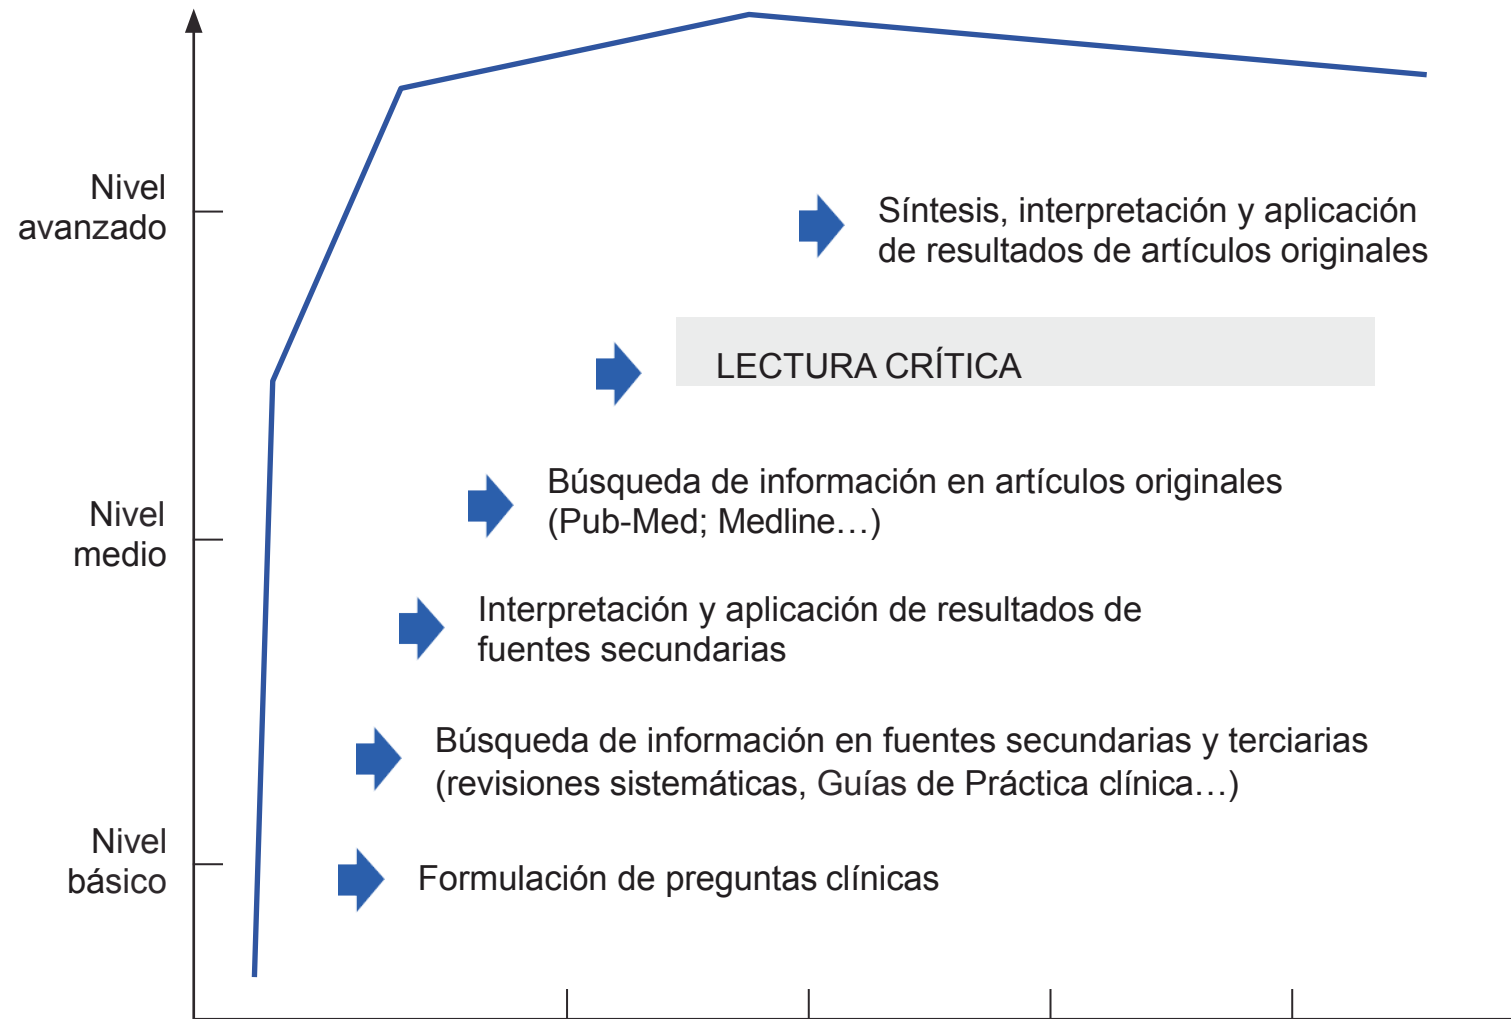 Nivel
avanzado
Síntesis, interpretación y aplicación
de resultados de artículos originales
LECTURA CRÍTICA
Búsqueda de información en artículos originales
(Pub-Med; Medline…)
Nivel
medio
Interpretación y aplicación de resultados de
fuentes secundarias
Búsqueda de información en fuentes secundarias y terciarias
(revisiones sistemáticas, Guías de Práctica clínica…)
Nivel
básico
Formulación de preguntas clínicas